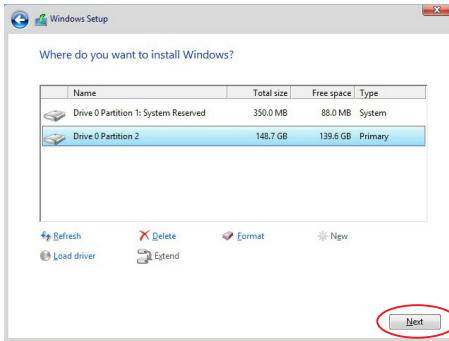 Windows Setup
Where do you want to install Windows?
Name Total size Free space Type
Drive 0 Partition 1: System Reserved 350.0 MB 88.0 MB System
Drive 0 Partition 2 148.7 GB 139.6 GB Primary
Refresh Delete Format New
Load driver Extend
Next